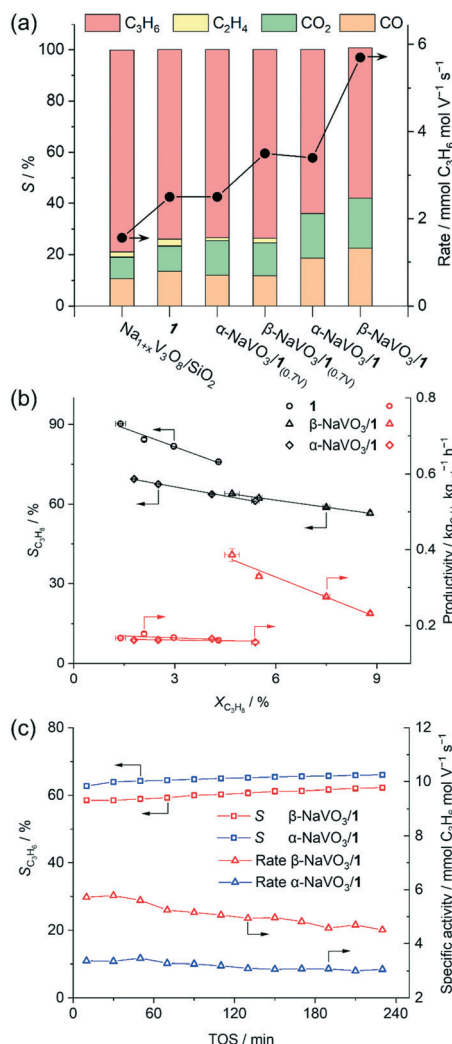 (a)
C₃H₆ C₂H₄ CO₂ CO
100
80
60
40
20
0
S / %
6
4
2
0
Rate / mmol C₃H₆ mol V⁻¹ s⁻¹
Na₁₊ₓV₃O₈/SiO₂
1
α-NaVO₃/1(0.7V)
β-NaVO₃/1(0.7V)
α-NaVO₃/1
β-NaVO₃/1
(b)
90
60
30
0
S C₃H₆ / %
1
β-NaVO₃/1
α-NaVO₃/1
0.8
0.6
0.4
0.2
0 3 6 9
X C₃H₈ / %
(c)
80
60
40
20
0
S C₃H₆ / %
S β-NaVO₃/1
S α-NaVO₃/1
Rate β-NaVO₃/1
Rate α-NaVO₃/1
12
10
8
6
4
2
Specific activity / mmol C₃H₆ mol V⁻¹ s⁻¹
0 60 120 180 240
TOS / min